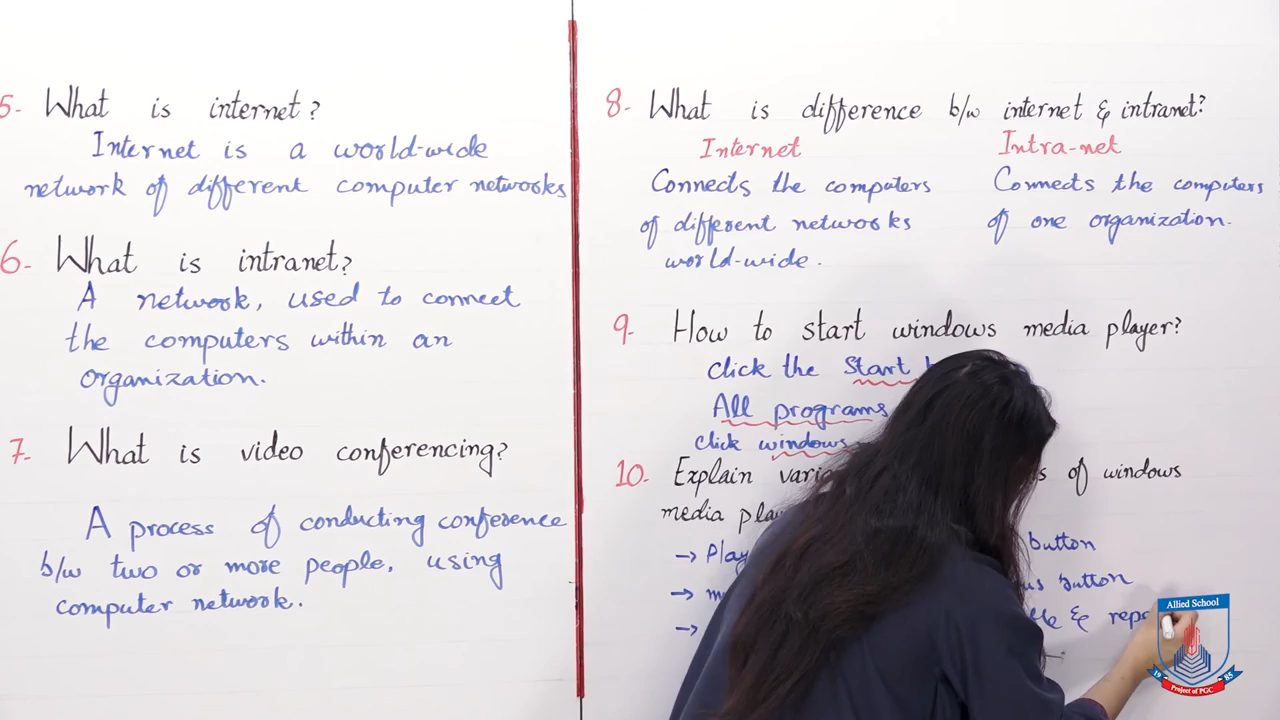 5- What is internet?
Internet is a world-wide
network of different computer networks
6- What is intranet?
A network, used to connect
the computers within an
organization.
7- What is video conferencing?
A process of conducting conference
b/w two or more people, using
computer network.
8- What is difference b/w internet & intranet?
Internet Intra-net
Connects the computers Connects the computers
of different networks of one organization.
world-wide.
9- How to start windows media player?
Click the Start
All programs
Click windows
10- Explain of windows
media
→ Play button
→ button
→ &
Allied School
1985
Project of PGC